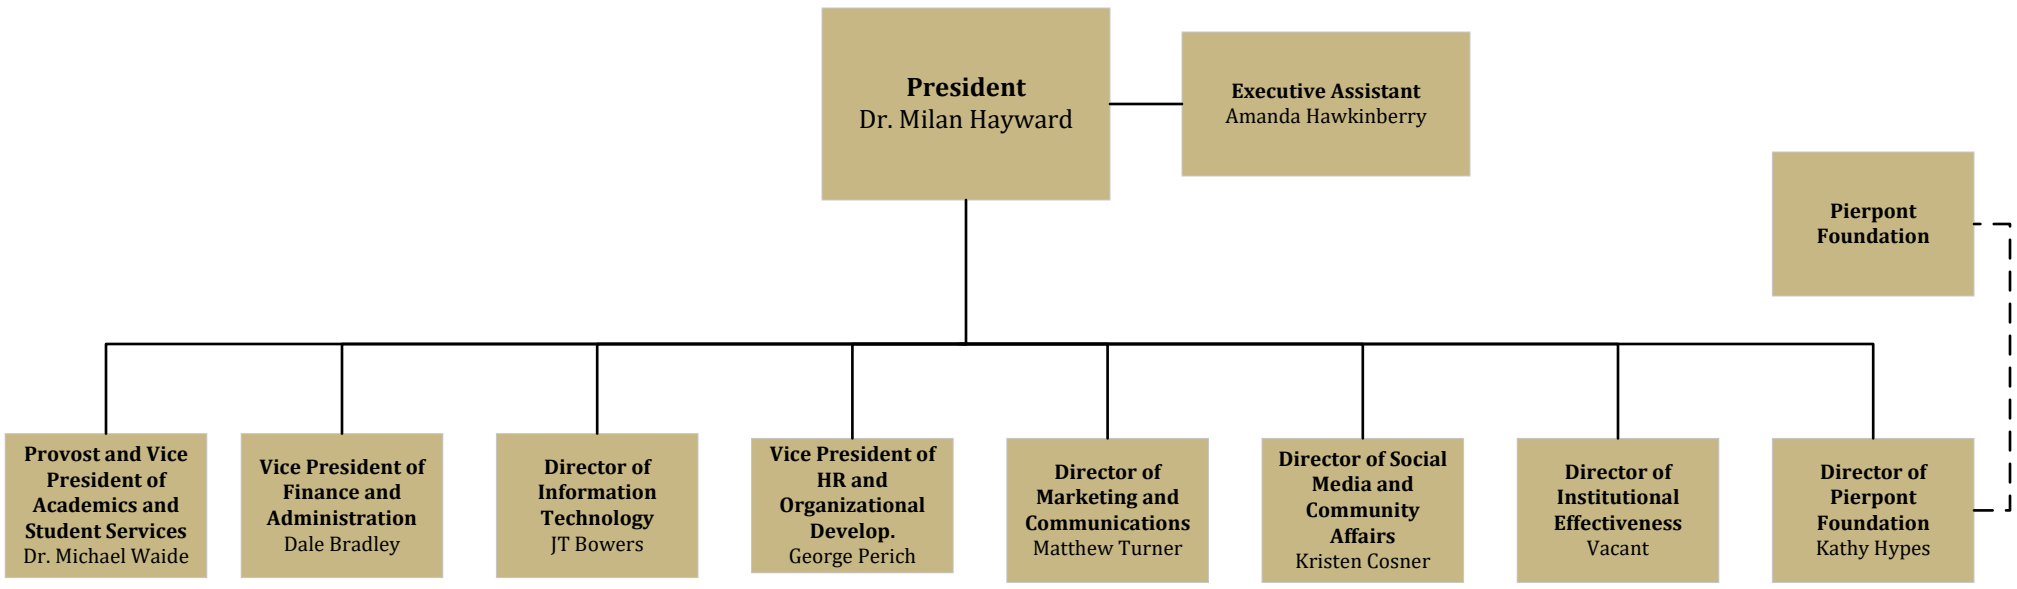 President
Dr. Milan Hayward
Executive Assistant
Amanda Hawkinberry
Pierpont
Foundation
Provost and Vice
President of
Academics and
Student Services
Dr. Michael Waide
Vice President of
Finance and
Administration
Dale Bradley
Director of
Information
Technology
JT Bowers
Vice President of
HR and
Organizational
Develop.
George Perich
Director of
Marketing and
Communications
Matthew Turner
Director of Social
Media and
Community
Affairs
Kristen Cosner
Director of
Institutional
Effectiveness
Vacant
Director of
Pierpont
Foundation
Kathy Hypes